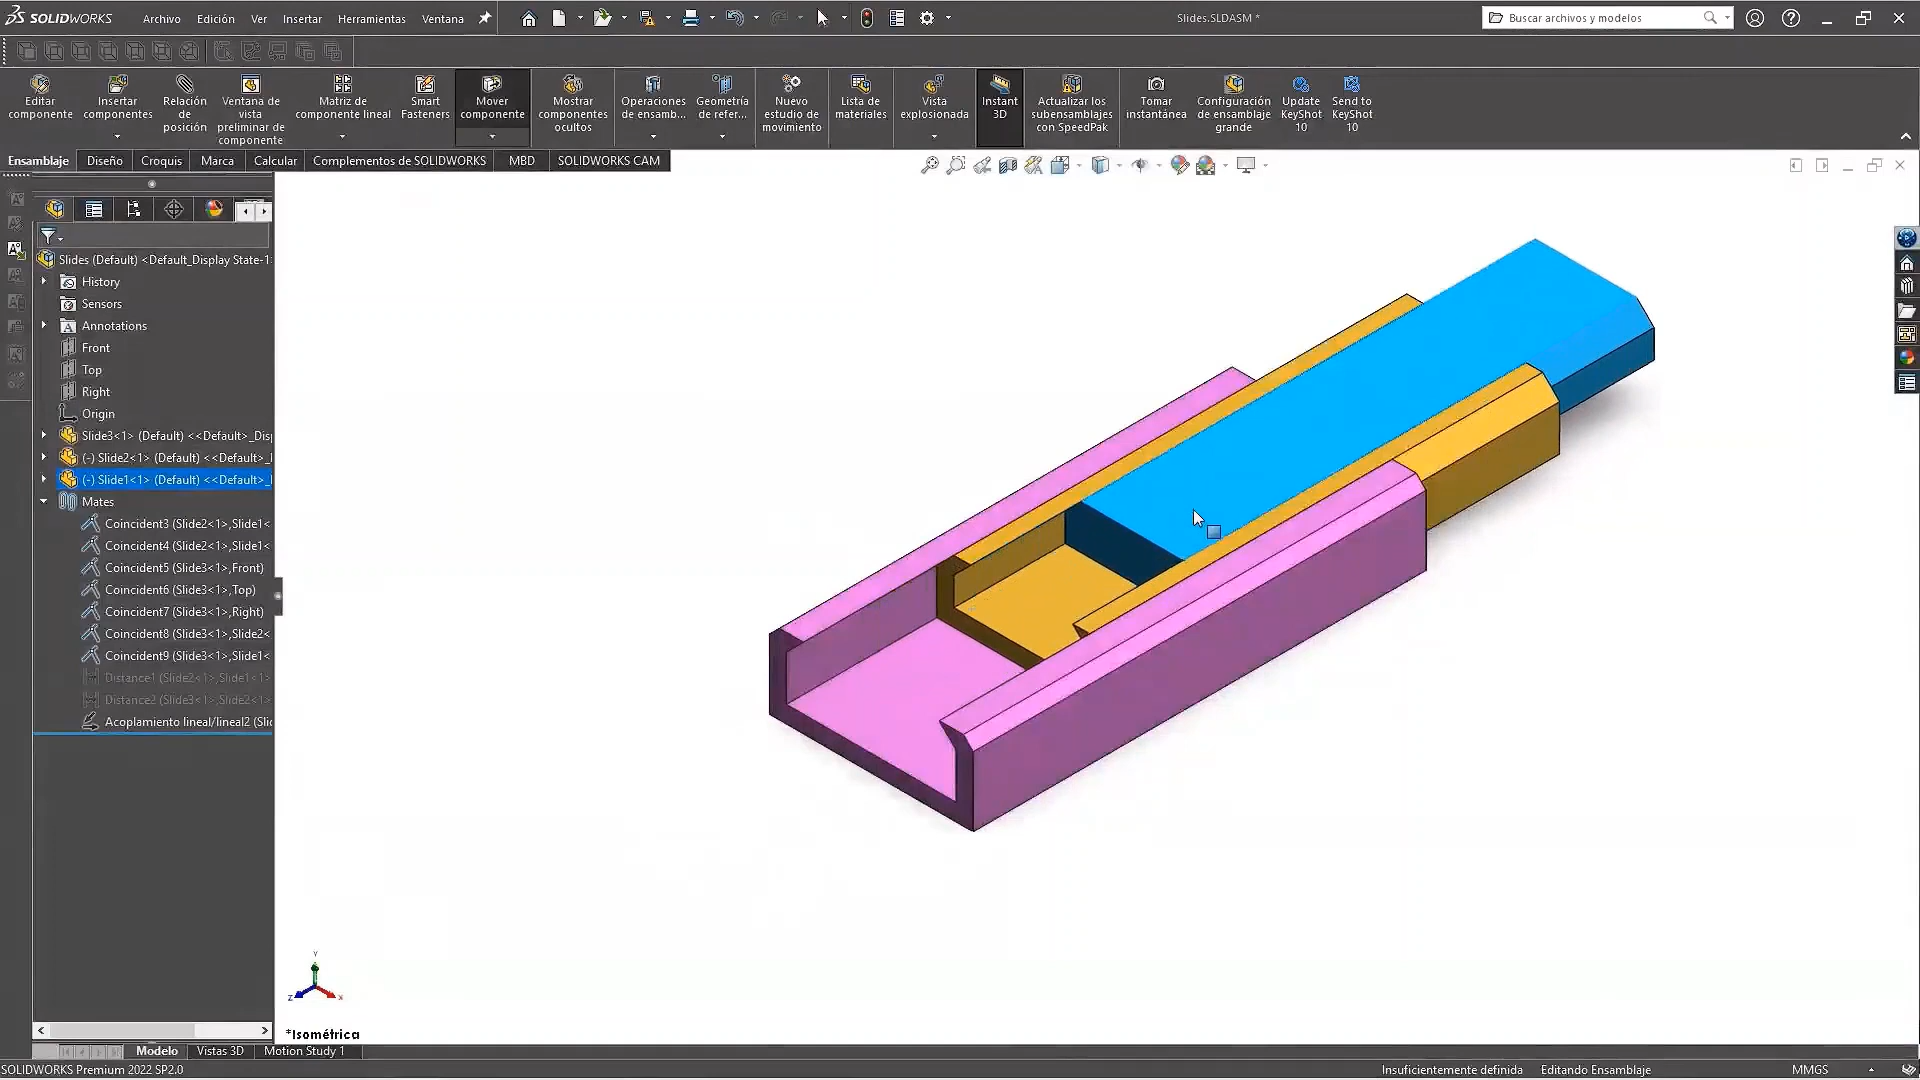 SOLIDWORKS
Archivo Edición Ver Insertar Herramientas Ventana
Slides.SLDASM *
Buscar archivos y modelos
Editar componente
Insertar componentes
Relación de posición
Ventana de vista preliminar de componente
Matriz de componente lineal
Smart Fasteners
Mover componente
Mostrar componentes ocultos
Operaciones de ensamb...
Geometría de refer...
Nuevo estudio de movimiento
Lista de materiales
Vista explosionada
Instant 3D
Actualizar los subensamblajes con SpeedPak
Tomar instantánea
Configuración de ensamblaje grande
Update KeyShot 10
Send to KeyShot 10
Ensamblaje Diseño Croquis Marca Calcular Complementos de SOLIDWORKS MBD SOLIDWORKS CAM
Slides (Default) <Default_Display State-1
History
Sensors
Annotations
Front
Top
Right
Origin
Slide3<1> (Default) <<Default>_Disp
(-) Slide2<1> (Default) <<Default>_
(-) Slide1<1> (Default) <<Default>_
Mates
Coincident3 (Slide2<1>,Slide1<
Coincident4 (Slide2<1>,Slide1<
Coincident5 (Slide3<1>,Front)
Coincident6 (Slide3<1>,Top)
Coincident7 (Slide3<1>,Right)
Coincident8 (Slide3<1>,Slide2<
Coincident9 (Slide3<1>,Slide1<
Distance1 (Slide2<1>,Slide1<1>
Distance2 (Slide3<1>,Slide2<1>
Acoplamiento lineal/lineal2 (Slid
Y
Z X
*Isométrica
Modelo Vistas 3D Motion Study 1
SOLIDWORKS Premium 2022 SP2.0
Insuficientemente definida Editando Ensamblaje MMGS